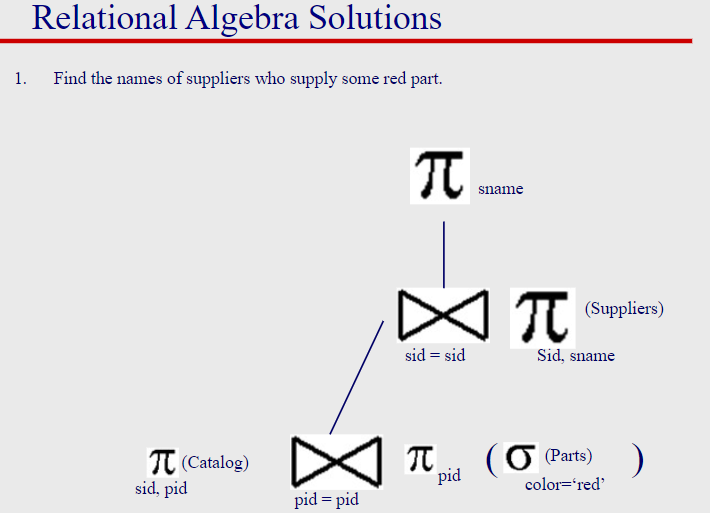 Relational Algebra Solutions
1. Find the names of suppliers who supply some red part.
π sname
⋈ π (Suppliers)
sid = sid Sid, sname
π (Catalog) ⋈ π pid ( σ (Parts) )
sid, pid pid = pid color=‘red’